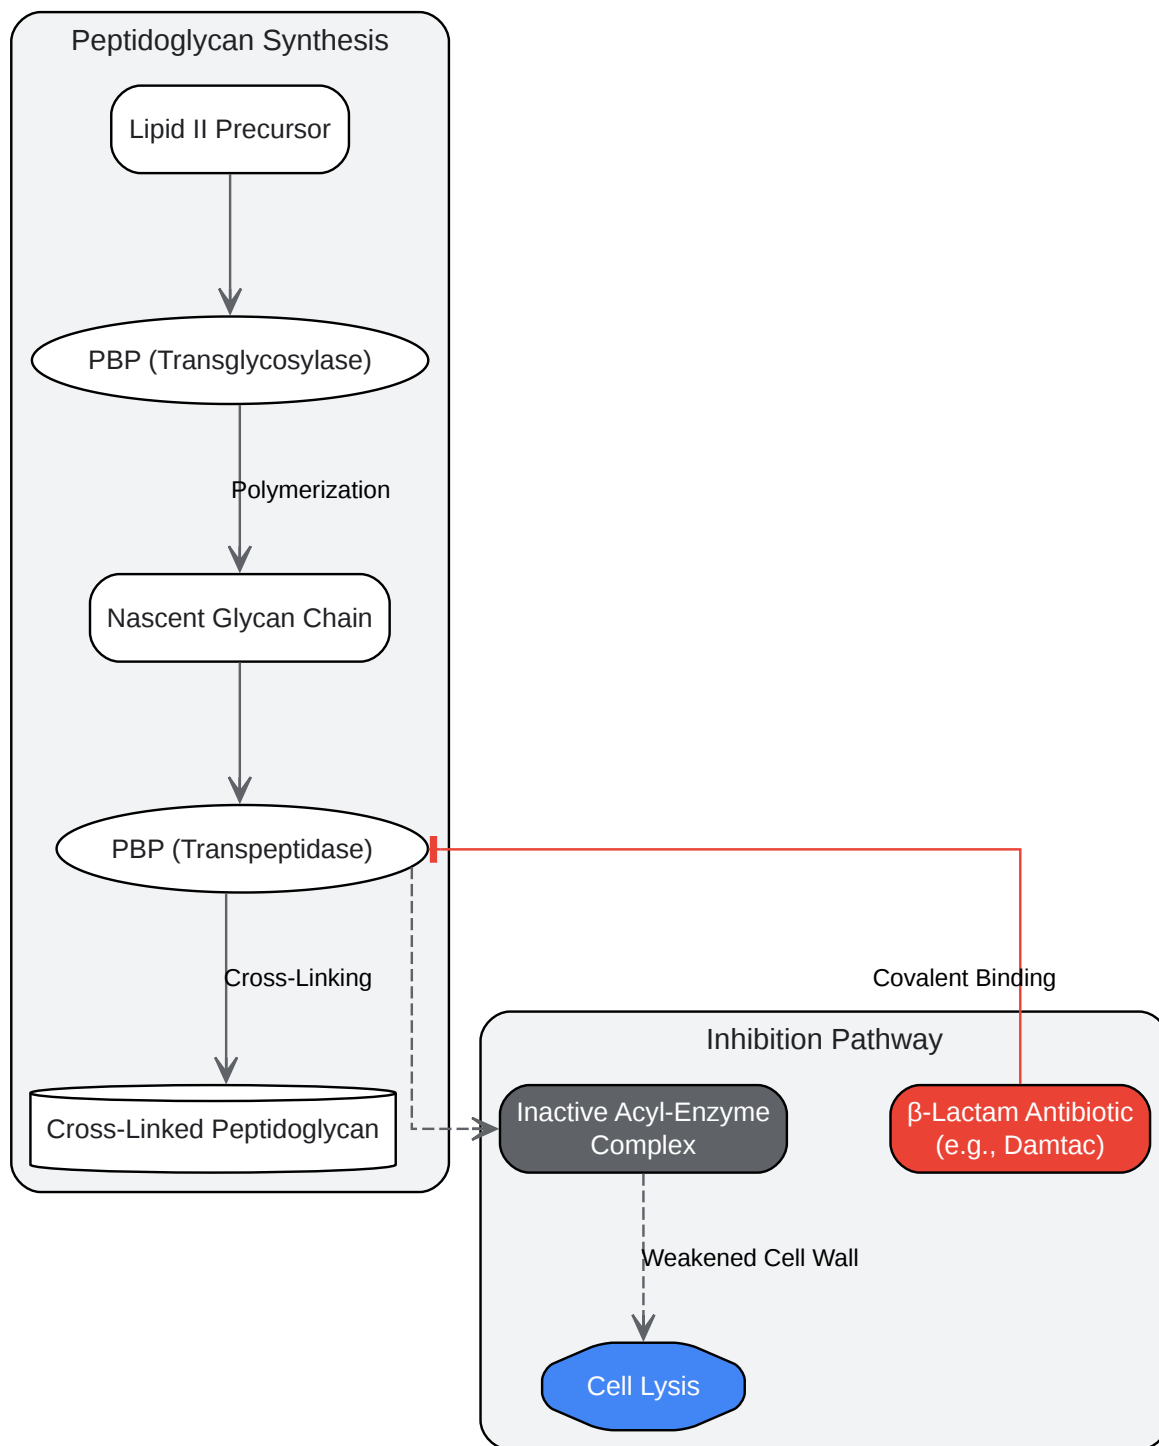 Peptidoglycan Synthesis
Lipid II Precursor
PBP (Transglycosylase)
Polymerization
Nascent Glycan Chain
PBP (Transpeptidase)
Cross-Linking
Cross-Linked Peptidoglycan
Covalent Binding
Inhibition Pathway
Inactive Acyl-Enzyme
Complex
β-Lactam Antibiotic
(e.g., Damtac)
Weakened Cell Wall
Cell Lysis